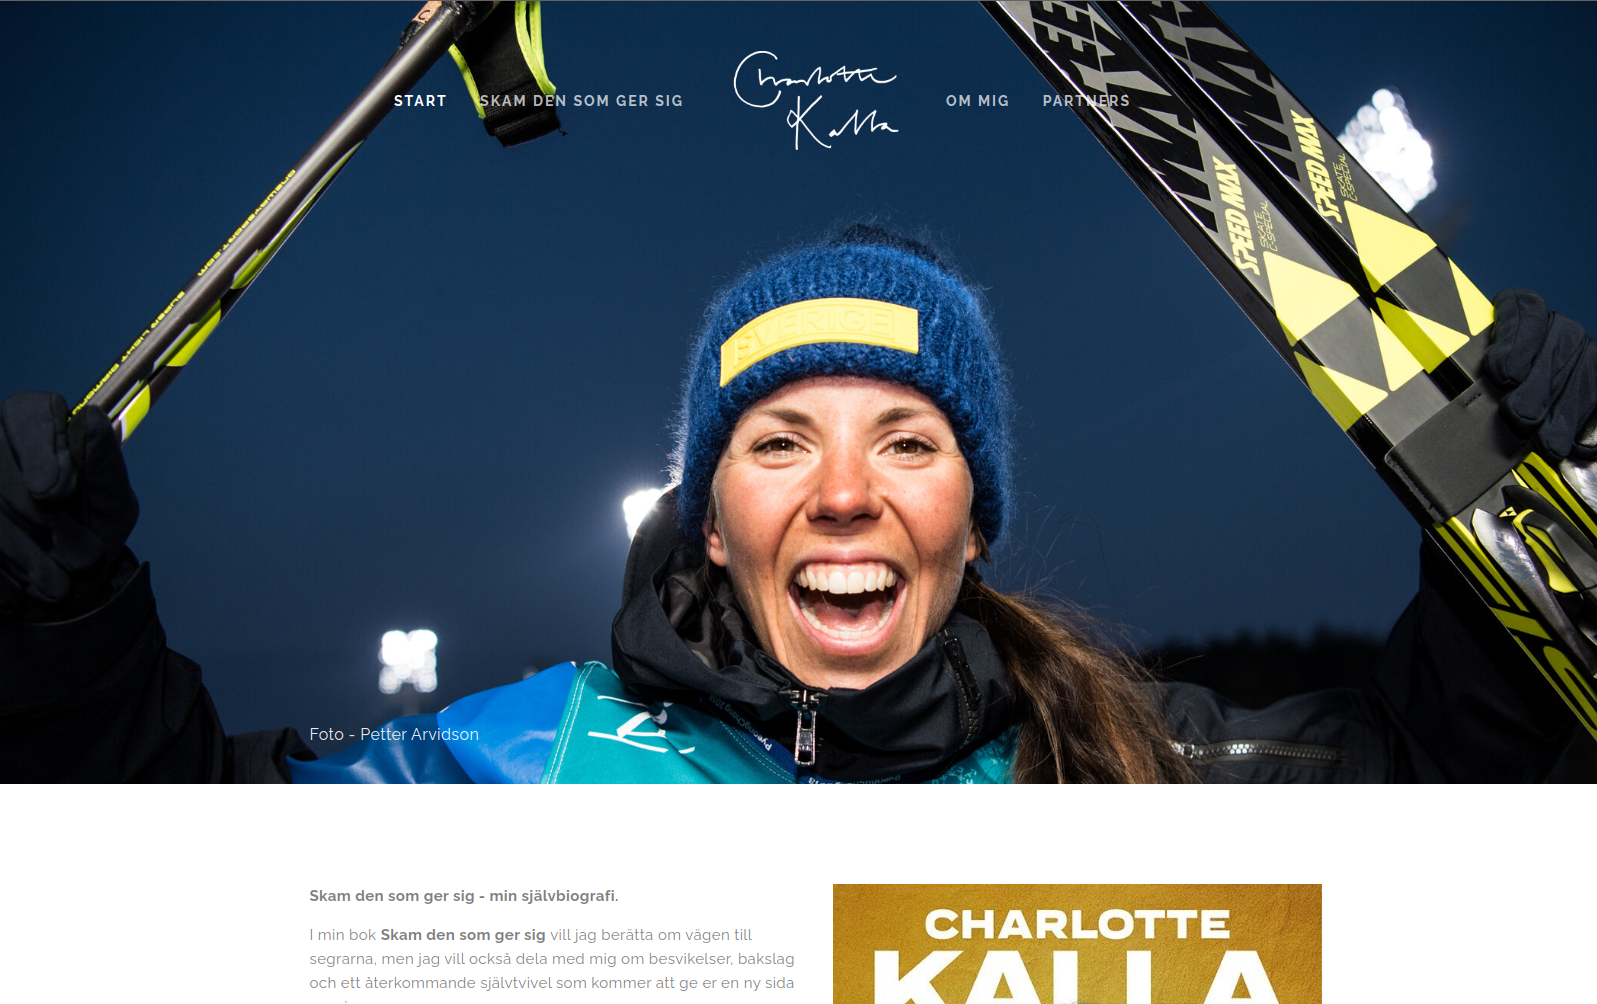 START
SKAM DEN SOM GER SIG
Charlotte
Kalla
OM MIG
PARTNERS
SPEED MAX
SKATE
C-SPECIAL
SPEED MAX
SKATE
C-SPECIAL
SVERIGE
Foto - Petter Arvidson
Skam den som ger sig - min självbiografi.
I min bok Skam den som ger sig vill jag berätta om vägen till
segrarna, men jag vill också dela med mig om besvikelser, bakslag
och ett återkommande självtvivel som kommer att ge er en ny sida
CHARLOTTE
KALLA